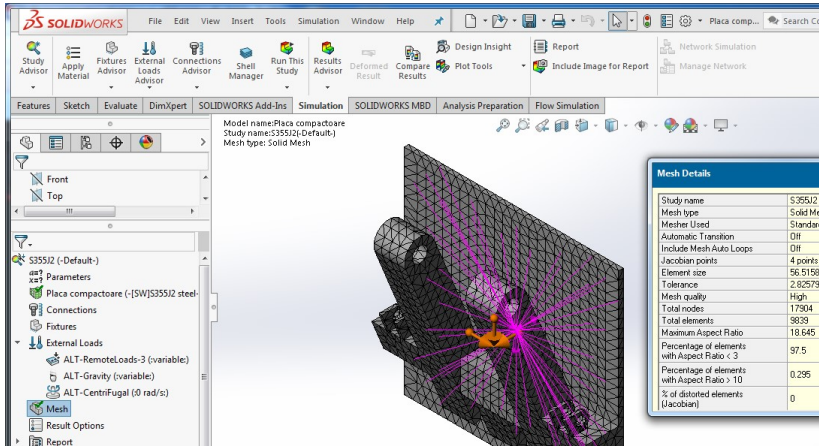 SOLIDWORKS File Edit View Insert Tools Simulation Window Help Placa comp... Search Co
Study Advisor
Apply Material
Fixtures Advisor
External Loads Advisor
Connections Advisor
Shell Manager
Run This Study
Results Advisor
Deformed Result
Compare Results
Design Insight
Plot Tools
Report
Include Image for Report
Network Simulation
Manage Network
Features Sketch Evaluate DimXpert SOLIDWORKS Add-Ins Simulation SOLIDWORKS MBD Analysis Preparation Flow Simulation
Model name:Placa compactoare
Study name:S355J2(-Default-)
Mesh type: Solid Mesh
Front
Top
S355J2 (-Default-)
Parameters
Placa compactoare (-[SW]S355J2 steel-
Connections
Fixtures
External Loads
ALT-RemoteLoads-3 (:variable:)
ALT-Gravity (:variable:)
ALT-CentriFugal (:0 rad/s:)
Mesh
Result Options
Report
Mesh Details
Study name S355J2
Mesh type Solid Me
Mesher Used Standar
Automatic Transition Off
Include Mesh Auto Loops Off
Jacobian points 4 points
Element size 56.5158
Tolerance 2.82579
Mesh quality High
Total nodes 17904
Total elements 9839
Maximum Aspect Ratio 18.645
Percentage of elements
with Aspect Ratio < 3 97.5
Percentage of elements
with Aspect Ratio > 10 0.295
% of distorted elements
(Jacobian) 0